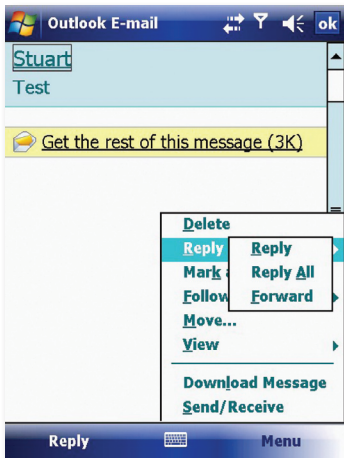 Outlook E-mail
ok
Stuart
Test
Get the rest of this message (3K)
Delete
Reply
Reply
Mark
Reply All
Follow
Forward
Move...
View
Download Message
Send/Receive
Reply
Menu